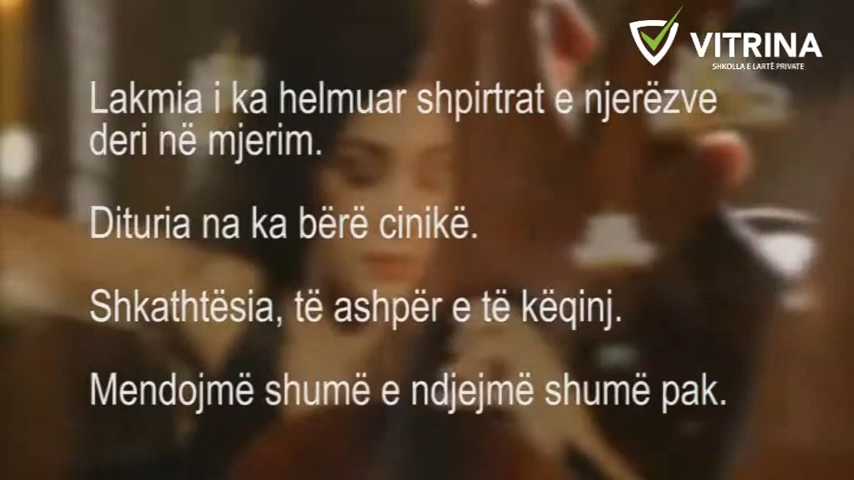 VITRINA
SHKOLLA E LARTË PRIVATE
Lakmia i ka helmuar shpirtrat e njerëzve
deri në mjerim.
Dituria na ka bërë cinikë.
Shkathtësia, të ashpër e të këqinj.
Mendojmë shumë e ndjejmë shumë pak.